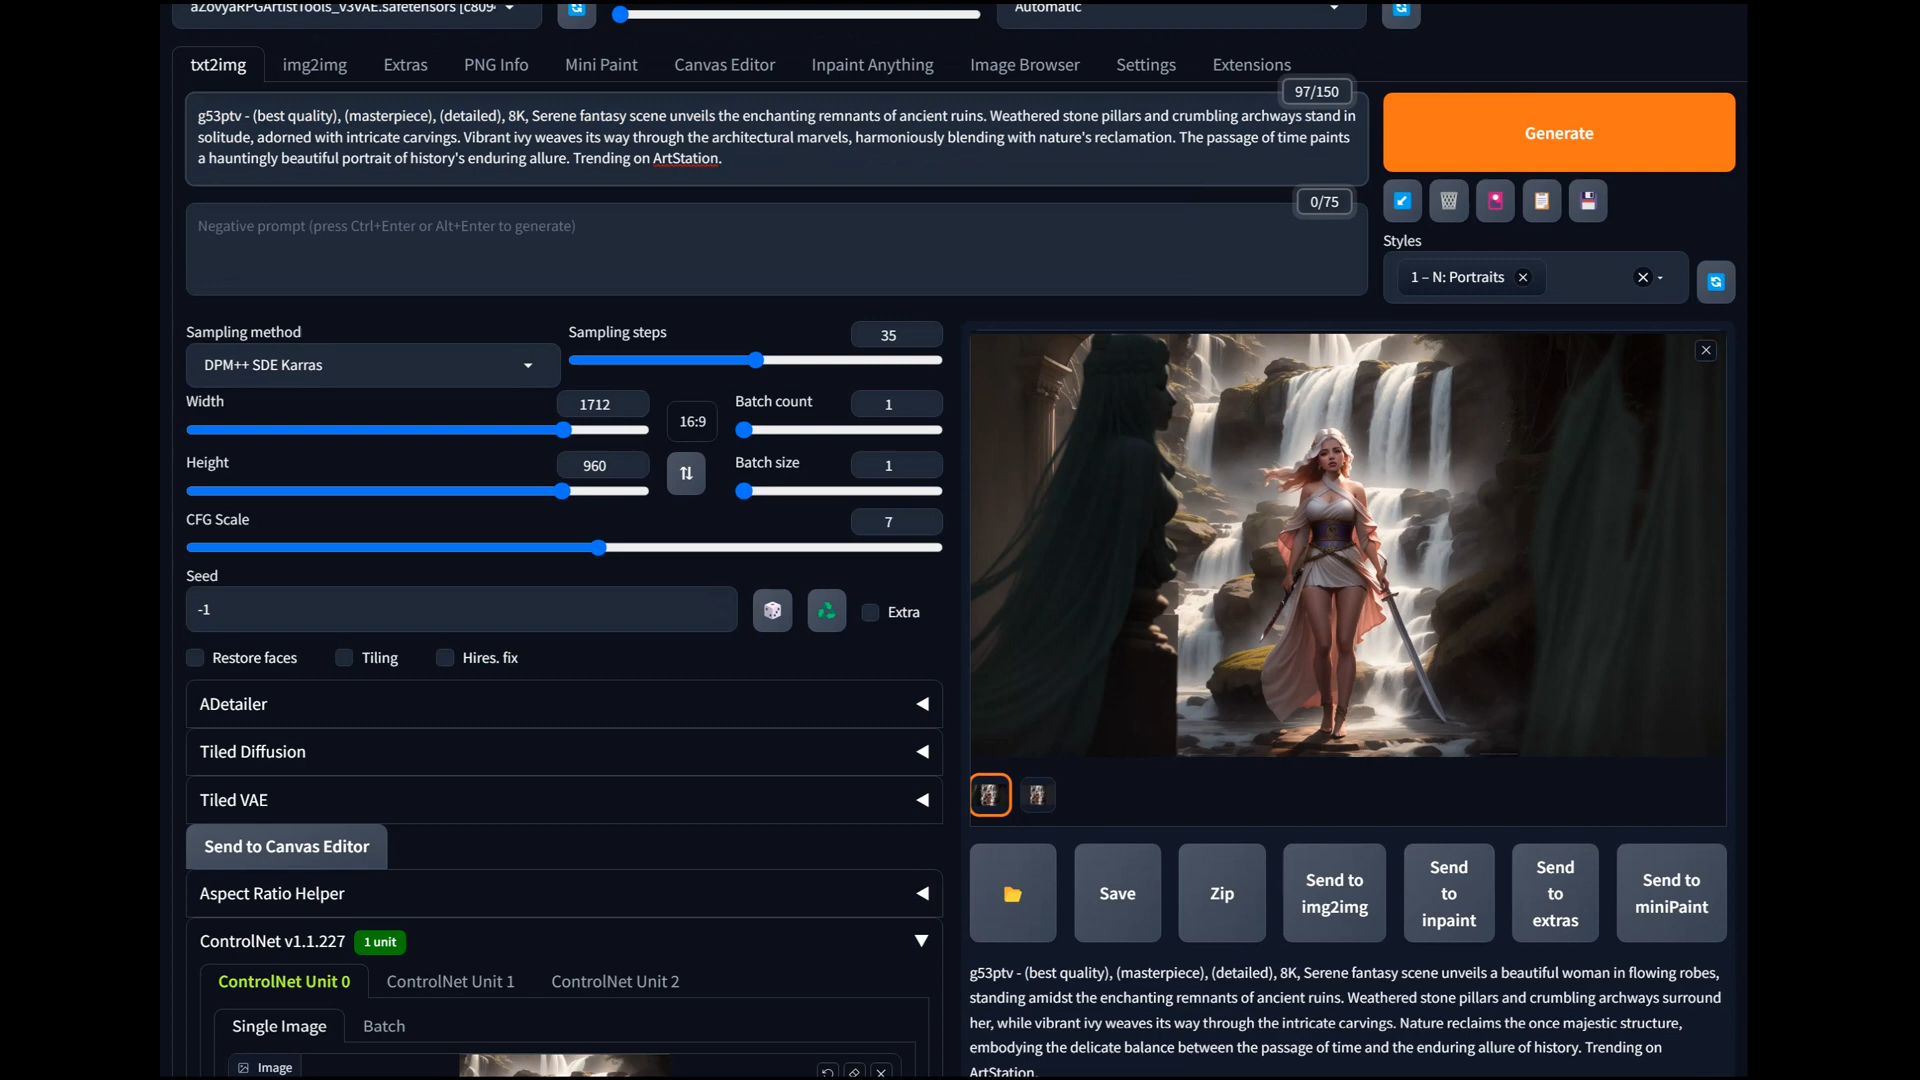 aZovyaRPGArtistTools_v3VAE.safetensors [c809
Automatic
txt2img
img2img
Extras
PNG Info
Mini Paint
Canvas Editor
Inpaint Anything
Image Browser
Settings
Extensions
97/150
g53ptv - (best quality), (masterpiece), (detailed), 8K, Serene fantasy scene unveils the enchanting remnants of ancient ruins. Weathered stone pillars and crumbling archways stand in
solitude, adorned with intricate carvings. Vibrant ivy weaves its way through the architectural marvels, harmoniously blending with nature's reclamation. The passage of time paints
a hauntingly beautiful portrait of history's enduring allure. Trending on ArtStation.
Generate
0/75
Negative prompt (press Ctrl+Enter or Alt+Enter to generate)
Styles
1 – N: Portraits
Sampling method
DPM++ SDE Karras
Sampling steps
35
Width
1712
16:9
Batch count
1
Height
960
Batch size
1
CFG Scale
7
Seed
-1
Extra
Restore faces
Tiling
Hires. fix
ADetailer
Tiled Diffusion
Tiled VAE
Send to Canvas Editor
Aspect Ratio Helper
ControlNet v1.1.227
1 unit
ControlNet Unit 0
ControlNet Unit 1
ControlNet Unit 2
Single Image
Batch
Image
Save
Zip
Send to
img2img
Send
to
inpaint
Send
to
extras
Send to
miniPaint
g53ptv - (best quality), (masterpiece), (detailed), 8K, Serene fantasy scene unveils a beautiful woman in flowing robes,
standing amidst the enchanting remnants of ancient ruins. Weathered stone pillars and crumbling archways surround
her, while vibrant ivy weaves its way through the intricate carvings. Nature reclaims the once majestic structure,
embodying the delicate balance between the passage of time and the enduring allure of history. Trending on
ArtStation.